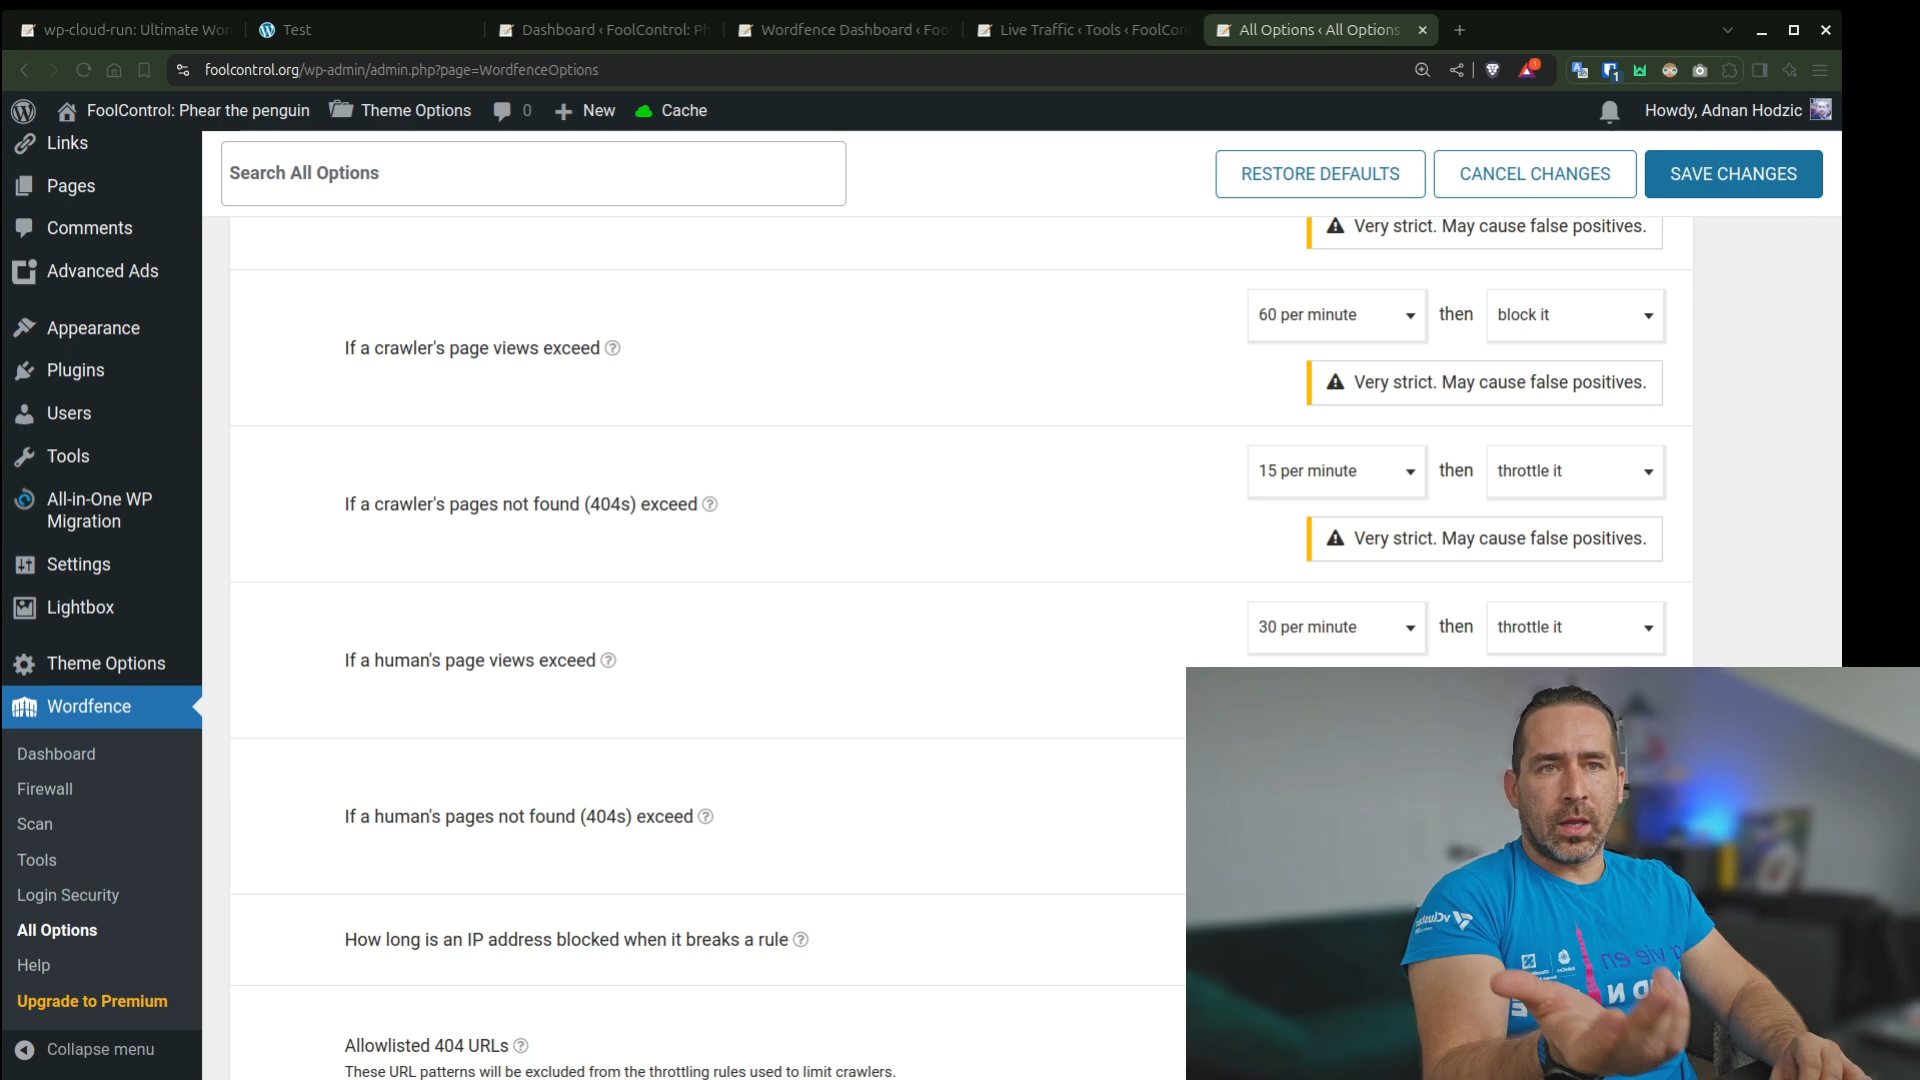 wp-cloud-run: Ultimate Wor
Test
Dashboard ‹ FoolControl: Ph
Wordfence Dashboard ‹ Foo
Live Traffic ‹ Tools ‹ FoolCon
All Options ‹ All Options
foolcontrol.org/wp-admin/admin.php?page=WordfenceOptions
FoolControl: Phear the penguin
Theme Options
0
New
Cache
Howdy, Adnan Hodzic
Links
Pages
Comments
Advanced Ads
Appearance
Plugins
Users
Tools
All-in-One WP
Migration
Settings
Lightbox
Theme Options
Wordfence
Dashboard
Firewall
Scan
Tools
Login Security
All Options
Help
Upgrade to Premium
Collapse menu
Search All Options
RESTORE DEFAULTS
CANCEL CHANGES
SAVE CHANGES
Very strict. May cause false positives.
If a crawler's page views exceed
60 per minute then block it
Very strict. May cause false positives.
If a crawler's pages not found (404s) exceed
15 per minute then throttle it
Very strict. May cause false positives.
If a human's page views exceed
30 per minute then throttle it
If a human's pages not found (404s) exceed
How long is an IP address blocked when it breaks a rule
Allowlisted 404 URLs
These URL patterns will be excluded from the throttling rules used to limit crawlers.
vCluster